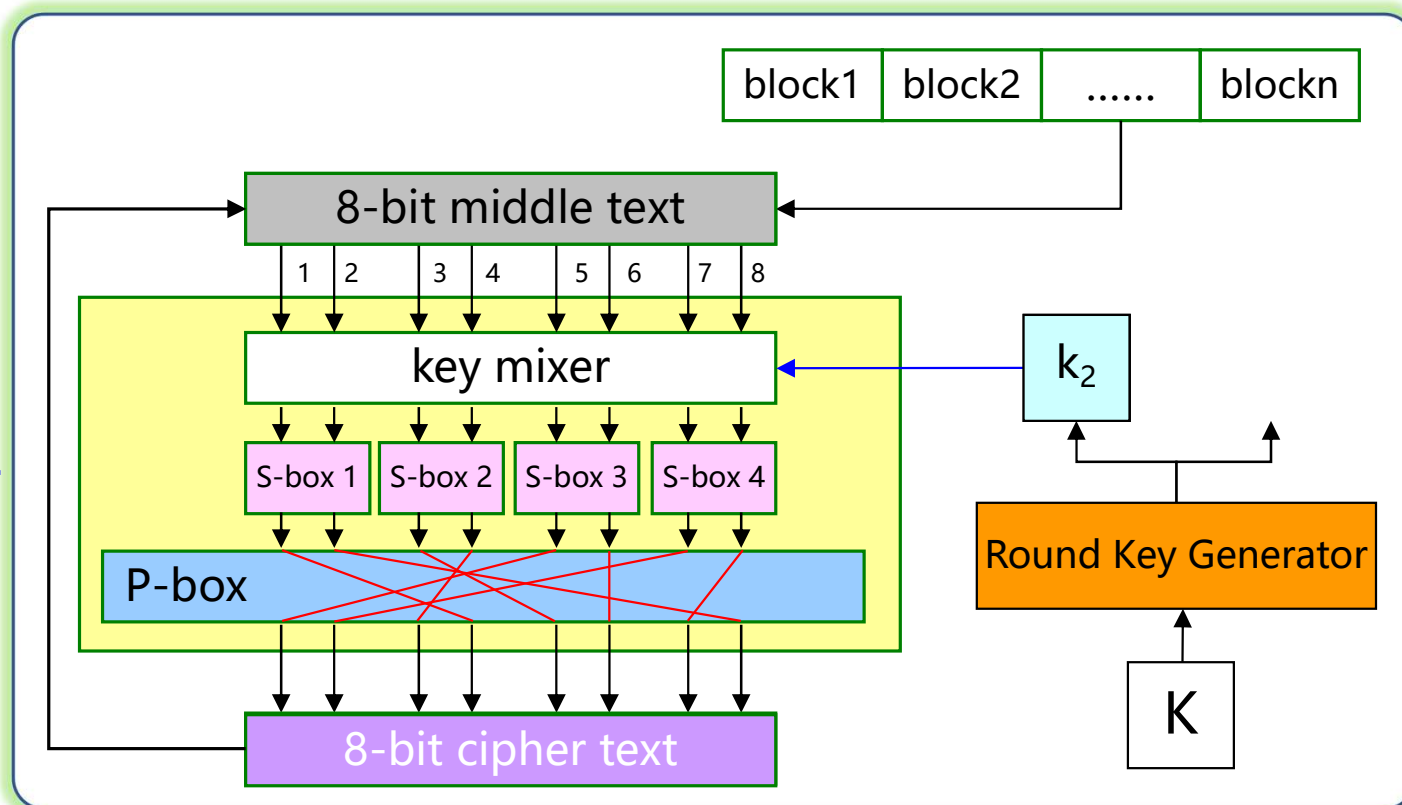 block1 block2 ...... blockn
8-bit middle text
1 2 3 4 5 6 7 8
key mixer
k₂
S-box 1 S-box 2 S-box 3 S-box 4
Round Key Generator
P-box
K
8-bit cipher text